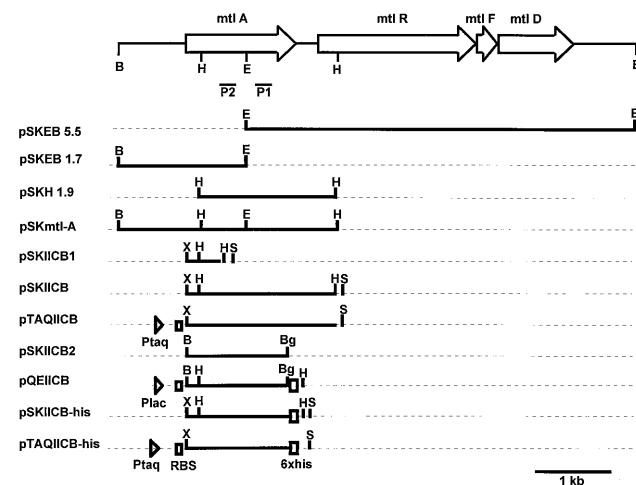 mtl A mtl R mtl F mtl D
B H E H E
P2 P1
pSKEB 5.5 E E
pSKEB 1.7 B E
pSKH 1.9 H H
pSKmtl-A B H E H
pSKIICB1 X H H S
pSKIICB X H H S
pTAQIICB X S
Ptaq
pSKIICB2 B Bg
pQEIICB B H Bg H
Plac
pSKIICB-his X H H S
pTAQIICB-his X S
Ptaq RBS 6xhis
1 kb